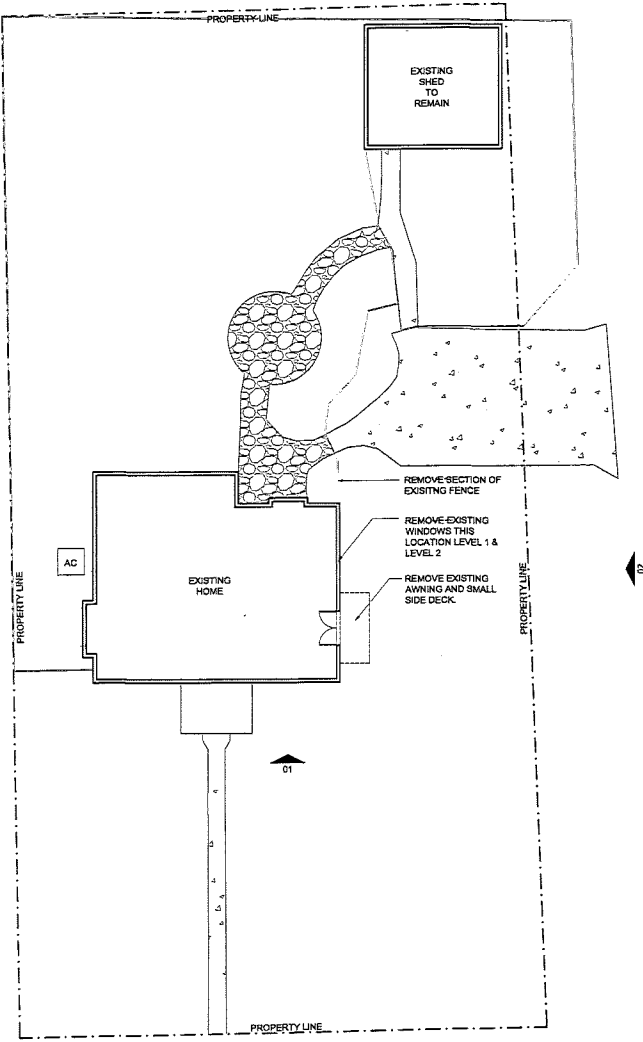 PROPERTY LINE
EXISTING
SHED
TO
REMAIN
REMOVE SECTION OF
EXISITNG FENCE
REMOVE EXISTING
WINDOWS THIS
LOCATION LEVEL 1 &
LEVEL 2
AC
EXISTING
HOME
REMOVE EXISTING
AWNING AND SMALL
SIDE DECK.
PROPERTY LINE
PROPERTY LINE
02
01
PROPERTY LINE